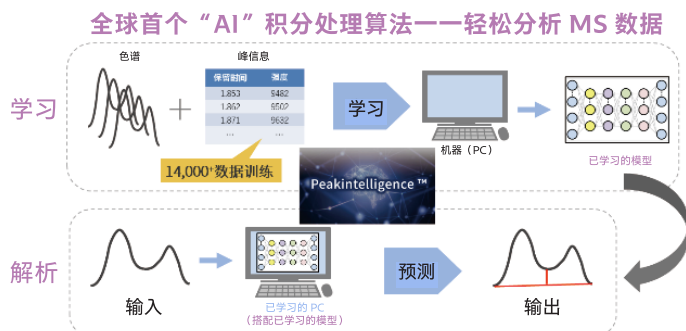 全球首个“AI”积分处理算法一一轻松分析 MS 数据
色谱
峰信息
学习
保留时间 强度
1.853 9482
1.862 9502
1.871 9632
... ...
14,000+数据训练
学习
机器（PC）
已学习的模型
Peakintelligence ™
解析
输入
已学习的 PC
（搭配已学习的模型）
预测
输出